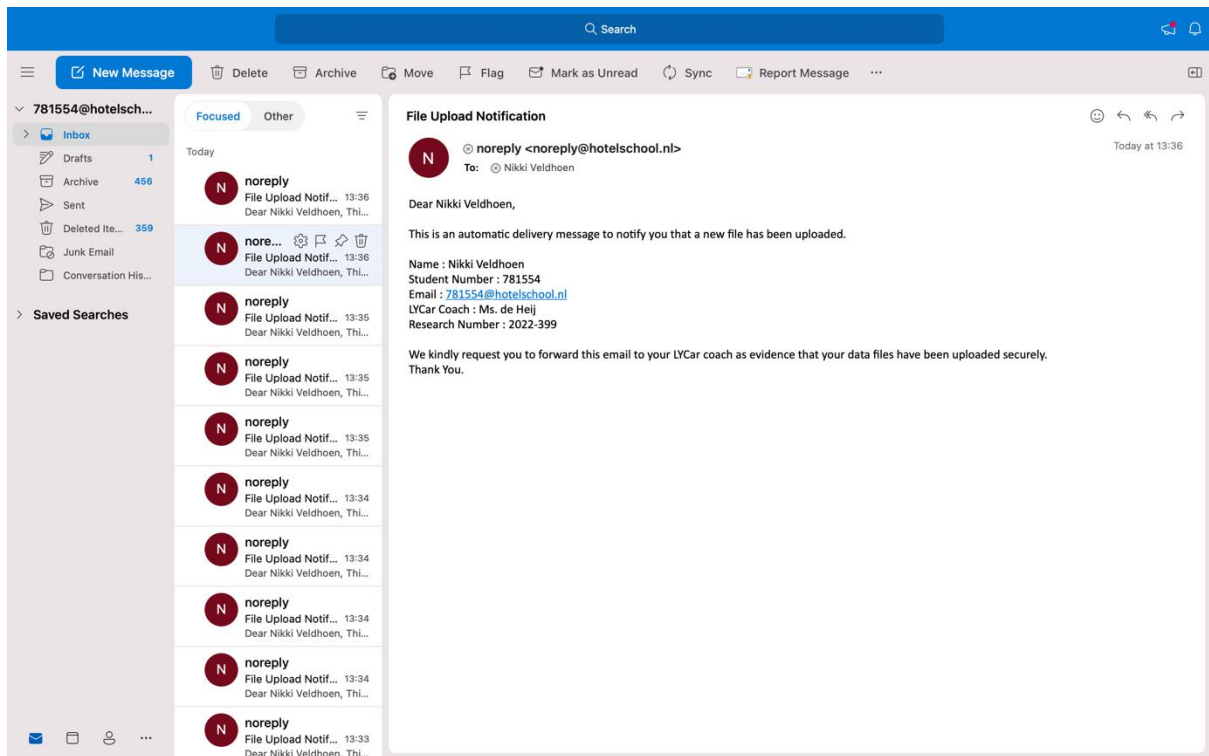 Search
New Message
Delete
Archive
Move
Flag
Mark as Unread
Sync
Report Message
...
781554@hotelsch...
Inbox
Drafts 1
Archive 456
Sent
Deleted Ite... 359
Junk Email
Conversation His...
Saved Searches
Focused
Other
Today
N
noreply
File Upload Notif... 13:36
Dear Nikki Veldhoen, Thi...
N
nore...
File Upload Notif... 13:36
Dear Nikki Veldhoen, Thi...
N
noreply
File Upload Notif... 13:35
Dear Nikki Veldhoen, Thi...
N
noreply
File Upload Notif... 13:35
Dear Nikki Veldhoen, Thi...
N
noreply
File Upload Notif... 13:35
Dear Nikki Veldhoen, Thi...
N
noreply
File Upload Notif... 13:34
Dear Nikki Veldhoen, Thi...
N
noreply
File Upload Notif... 13:34
Dear Nikki Veldhoen, Thi...
N
noreply
File Upload Notif... 13:34
Dear Nikki Veldhoen, Thi...
N
noreply
File Upload Notif... 13:34
Dear Nikki Veldhoen, Thi...
N
noreply
File Upload Notif... 13:33
Dear Nikki Veldhoen, Thi...
File Upload Notification
N
noreply <noreply@hotelschool.nl>
To: Nikki Veldhoen
Today at 13:36
Dear Nikki Veldhoen,
This is an automatic delivery message to notify you that a new file has been uploaded.
Name : Nikki Veldhoen
Student Number : 781554
Email : 781554@hotelschool.nl
LYCar Coach : Ms. de Heij
Research Number : 2022-399
We kindly request you to forward this email to your LYCar coach as evidence that your data files have been uploaded securely.
Thank You.